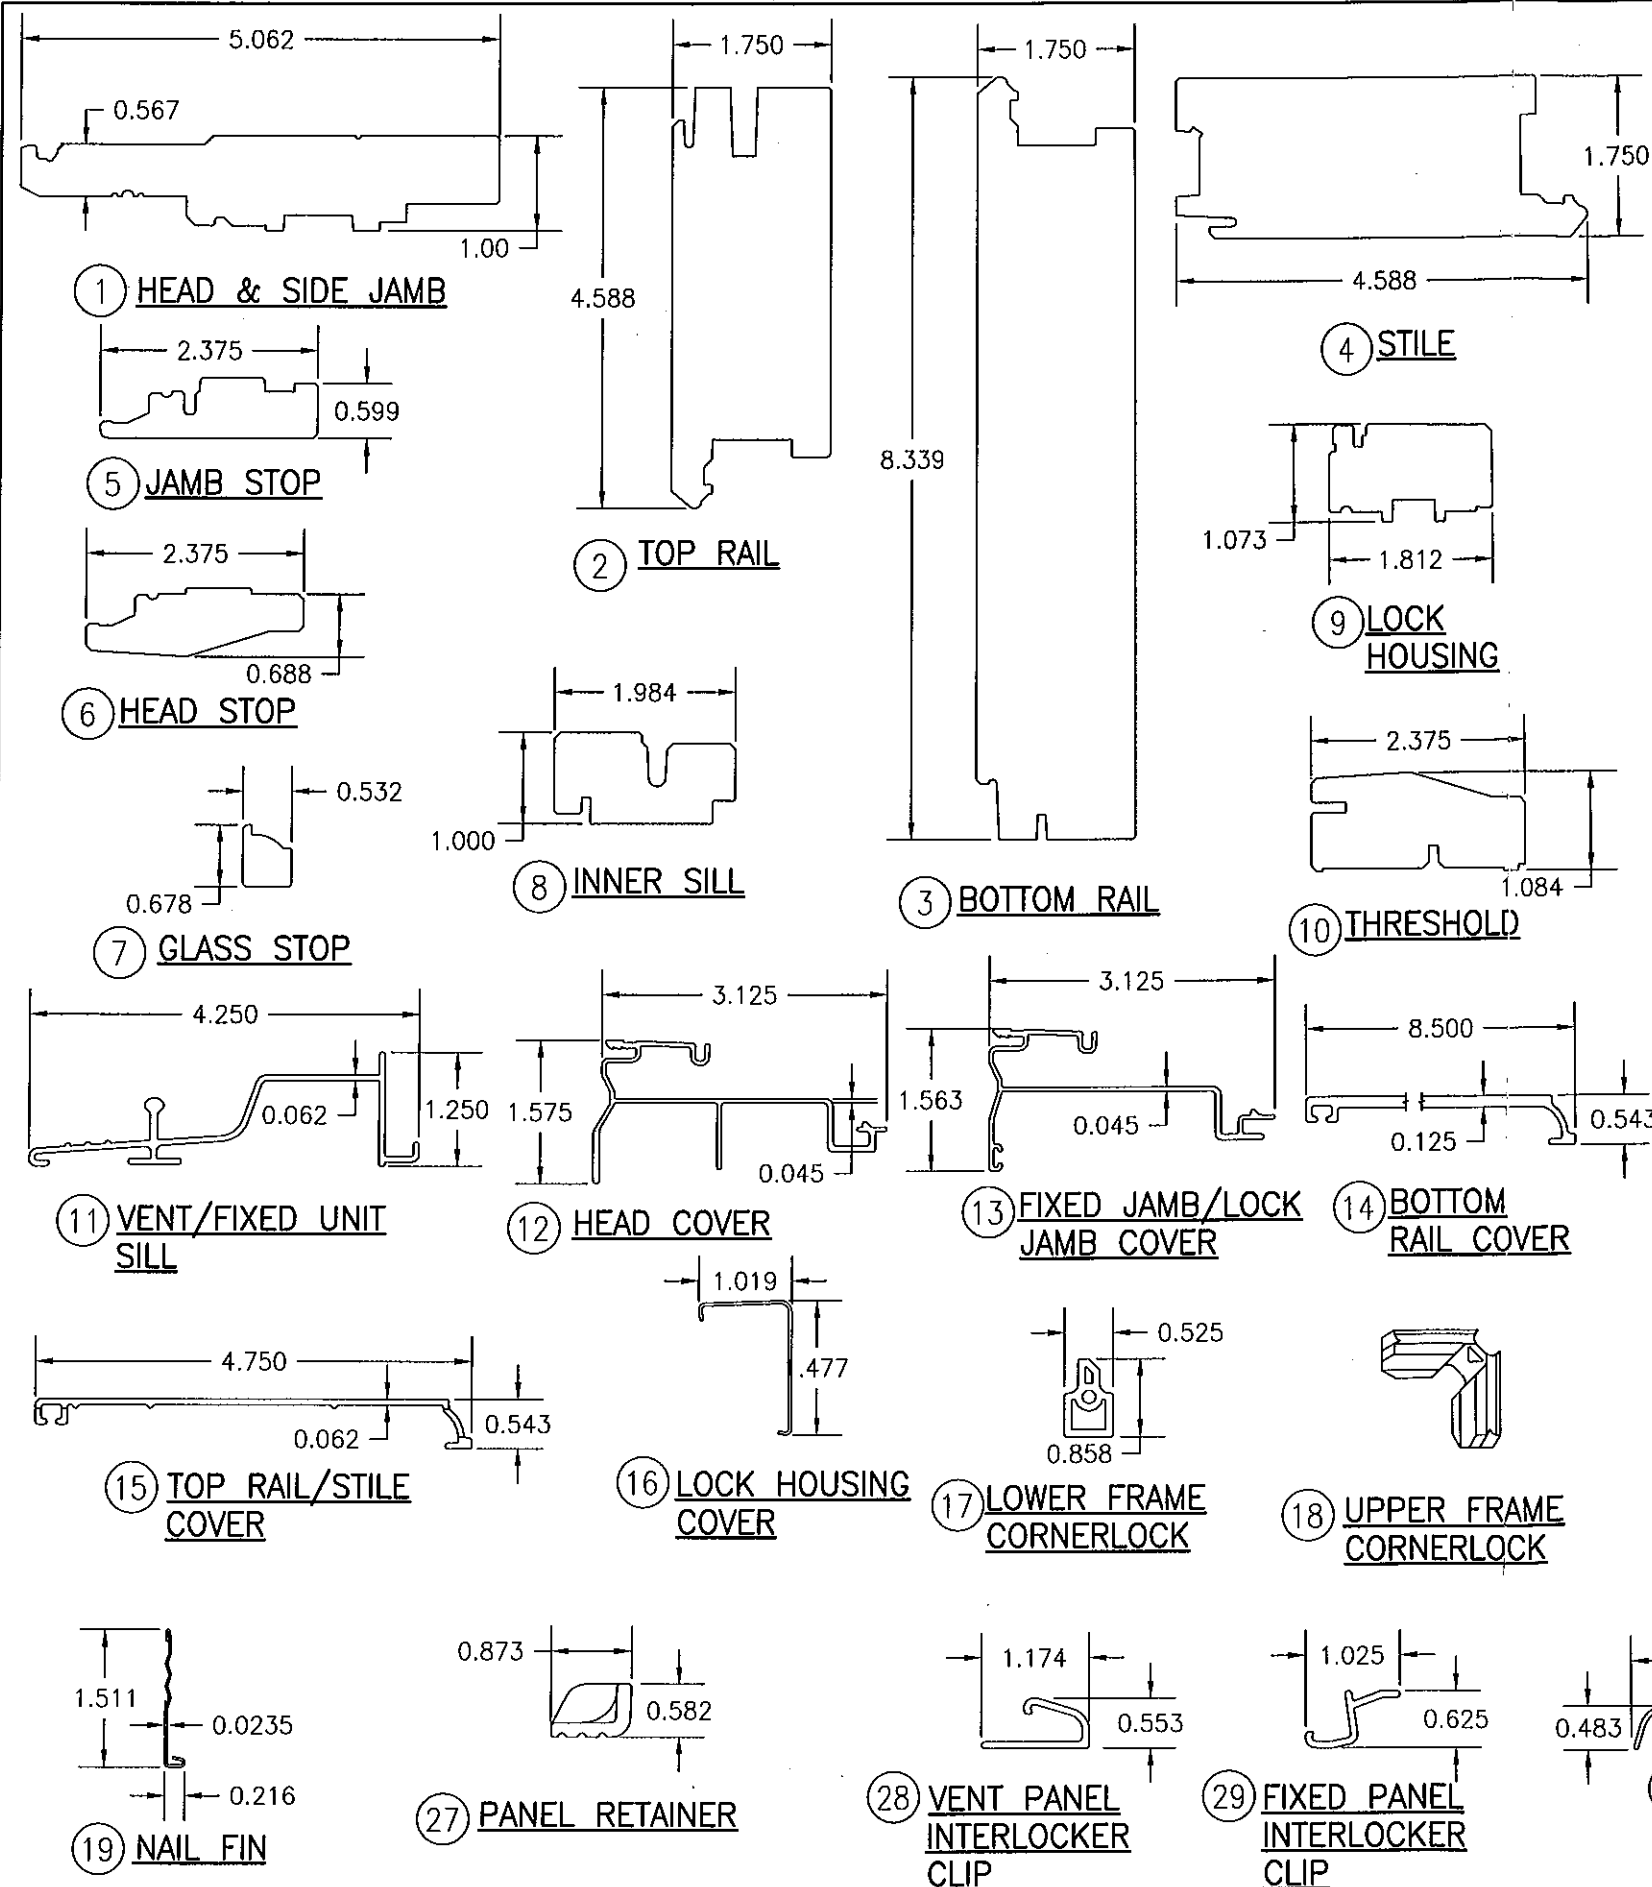 5.062
0.567
1.00
1 HEAD & SIDE JAMB
1.750
4.588
2 TOP RAIL
1.750
8.339
3 BOTTOM RAIL
1.750
4.588
4 STILE
2.375
0.599
5 JAMB STOP
2.375
0.688
6 HEAD STOP
0.532
0.678
7 GLASS STOP
1.984
1.000
8 INNER SILL
1.073
1.812
9 LOCK
HOUSING
2.375
1.084
10 THRESHOLD
4.250
0.062
1.250
11 VENT/FIXED UNIT
SILL
3.125
1.575
0.045
12 HEAD COVER
3.125
1.563
0.045
13 FIXED JAMB/LOCK
JAMB COVER
8.500
0.125
0.543
14 BOTTOM
RAIL COVER
4.750
0.062
0.543
15 TOP RAIL/STILE
COVER
1.019
.477
16 LOCK HOUSING
COVER
0.525
0.858
17 LOWER FRAME
CORNERLOCK
18 UPPER FRAME
CORNERLOCK
1.511
0.0235
0.216
19 NAIL FIN
0.873
0.582
27 PANEL RETAINER
1.174
0.553
28 VENT PANEL
INTERLOCKER
CLIP
1.025
0.625
29 FIXED PANEL
INTERLOCKER
CLIP
0.483